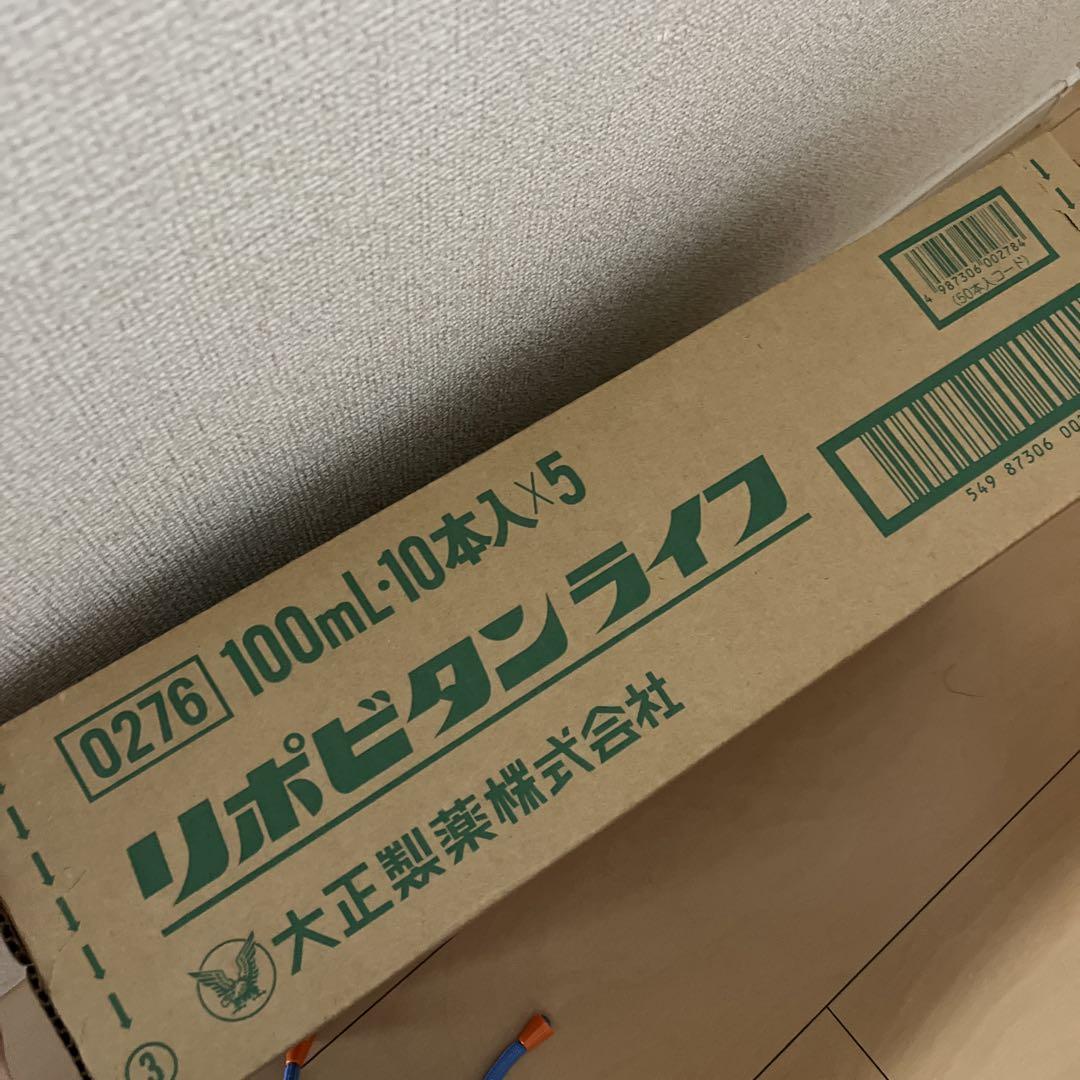 0276 100mL・10本入×5
リポビタンライフ
大正製薬株式会社
3
4 987306 002784
(50本入コード)
549 87306 00